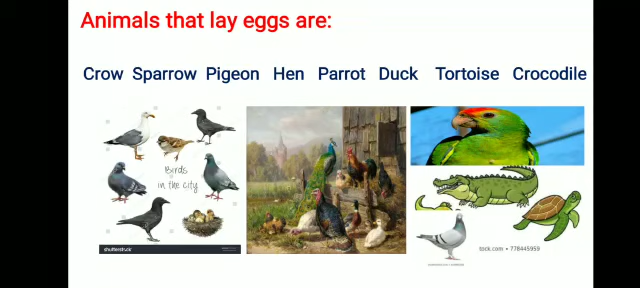 Animals that lay eggs are:
Crow Sparrow Pigeon Hen Parrot Duck Tortoise Crocodile
Birds
in the city
shutterstock
tock.com • 778445959